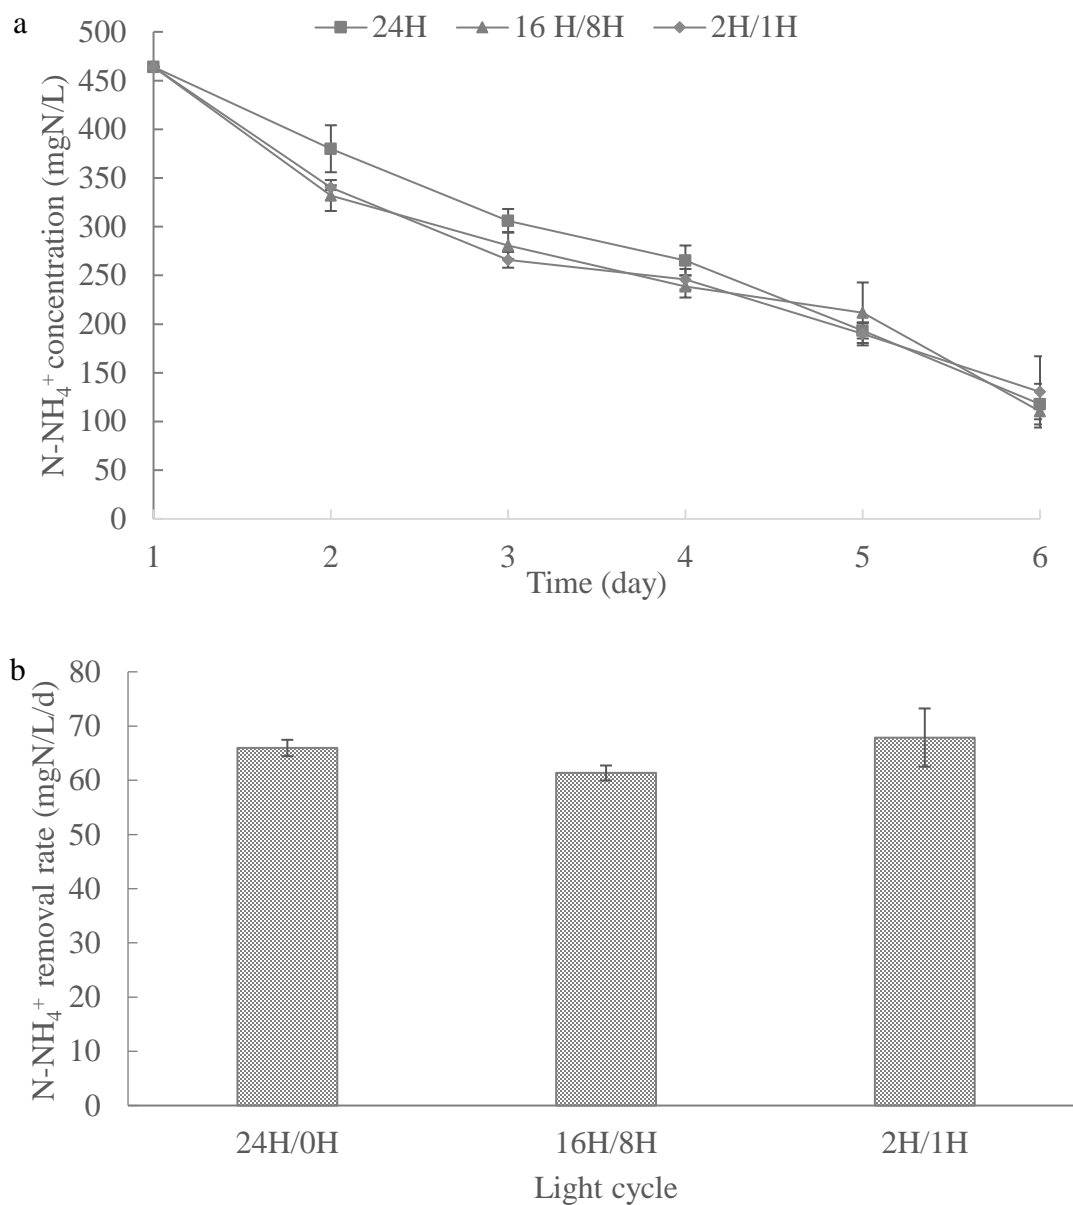 a
24H 16 H/8H 2H/1H
N-NH₄⁺ concentration (mgN/L)
500
450
400
350
300
250
200
150
100
50
0
1 2 3 4 5 6
Time (day)
b
N-NH₄⁺ removal rate (mgN/L/d)
80
70
60
50
40
30
20
10
0
24H/0H 16H/8H 2H/1H
Light cycle